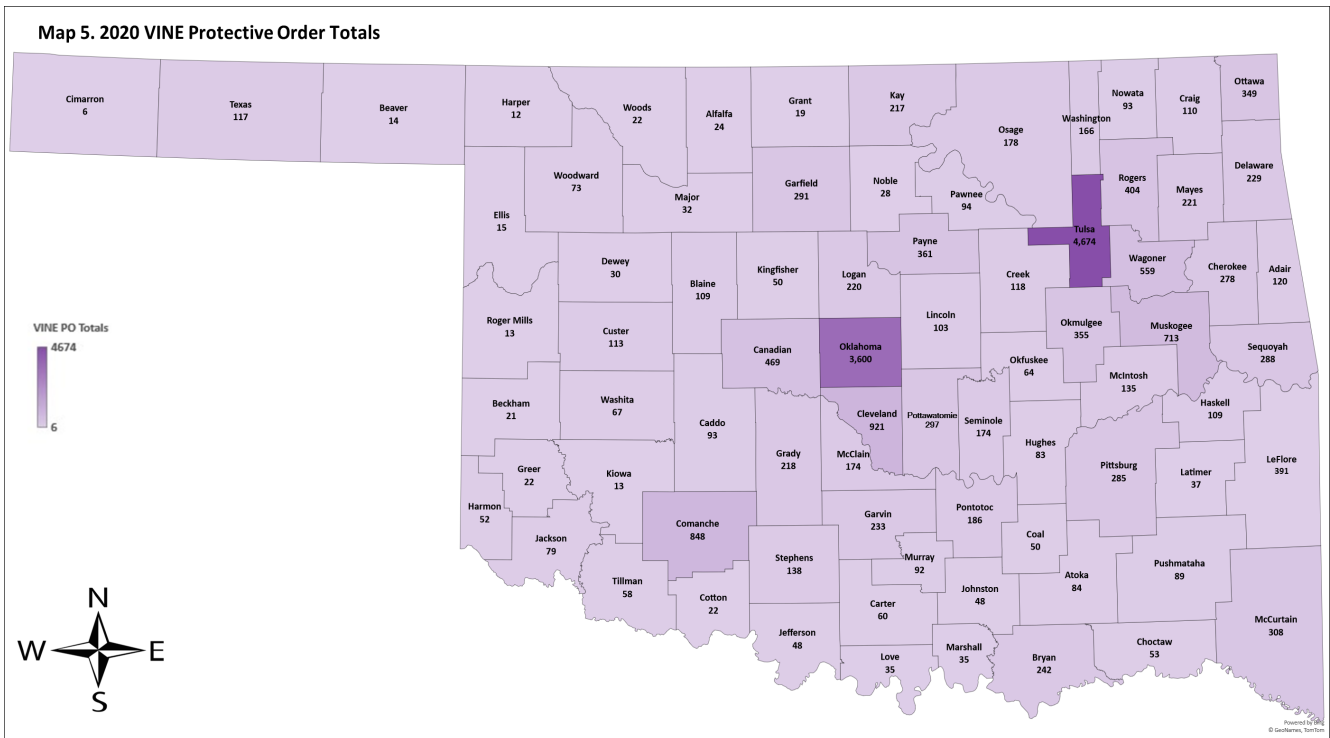 Map 5. 2020 VINE Protective Order Totals
Cimarron
6
Texas
117
Beaver
14
Harper
12
Woods
22
Alfalfa
24
Grant
19
Kay
217
Osage
178
Washington
166
Nowata
93
Craig
110
Ottawa
349
Ellis
15
Woodward
73
Major
32
Garfield
291
Noble
28
Pawnee
94
Rogers
404
Mayes
221
Delaware
229
Tulsa
4,674
Dewey
30
Blaine
109
Kingfisher
50
Logan
220
Payne
361
Creek
118
Wagoner
559
Cherokee
278
Adair
120
Roger Mills
13
Custer
113
Canadian
469
Oklahoma
3,600
Lincoln
103
Okmulgee
355
Muskogee
713
Sequoyah
288
Okfuskee
64
McIntosh
135
Haskell
109
VINE PO Totals
4674
6
Beckham
21
Washita
67
Caddo
93
Grady
218
McClain
174
Cleveland
921
Pottawatomie
297
Seminole
174
Hughes
83
Pittsburg
285
Latimer
37
LeFlore
391
Greer
22
Kiowa
13
Harmon
52
Jackson
79
Comanche
848
Stephens
138
Garvin
233
Pontotoc
186
Coal
50
Murray
92
Tillman
58
Cotton
22
Carter
60
Johnston
48
Atoka
84
Pushmataha
89
McCurtain
308
Jefferson
48
Love
35
Marshall
35
Bryan
242
Choctaw
53
N
W
E
S
Powered by Bing
© GeoNames, TomTom